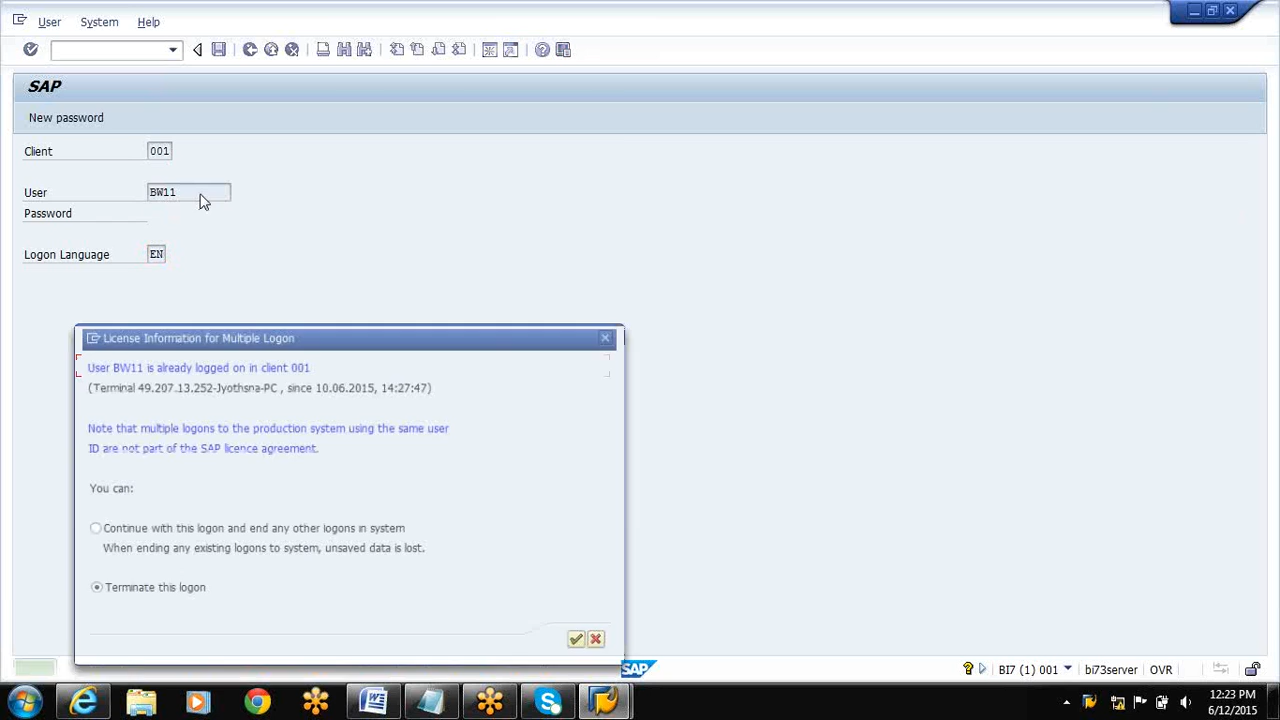 User System Help
SAP
New password
Client 001
User BW11
Password
Logon Language EN
License Information for Multiple Logon
User BW11 is already logged on in client 001
(Terminal 49.207.13.252-Jyothsna-PC , since 10.06.2015, 14:27:47)
Note that multiple logons to the production system using the same user
ID are not part of the SAP licence agreement.
You can:
Continue with this logon and end any other logons in system
When ending any existing logons to system, unsaved data is lost.
Terminate this logon
SAP BI7 (1) 001 bi73server OVR
12:23 PM
6/12/2015